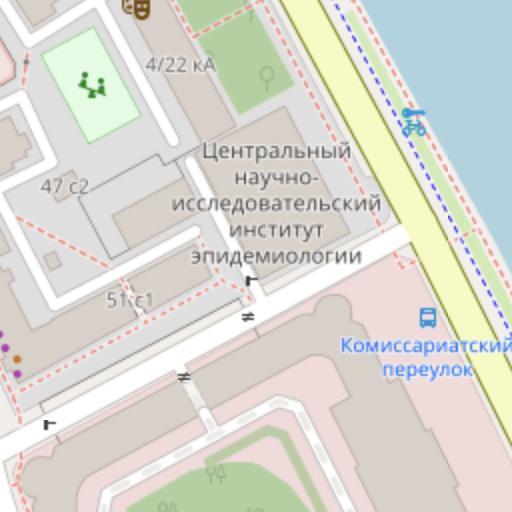 4/22 кА
Центральный
научно-
исследовательский
институт
эпидемиологии
47 с2
51 с1
Комиссариатский
переулок